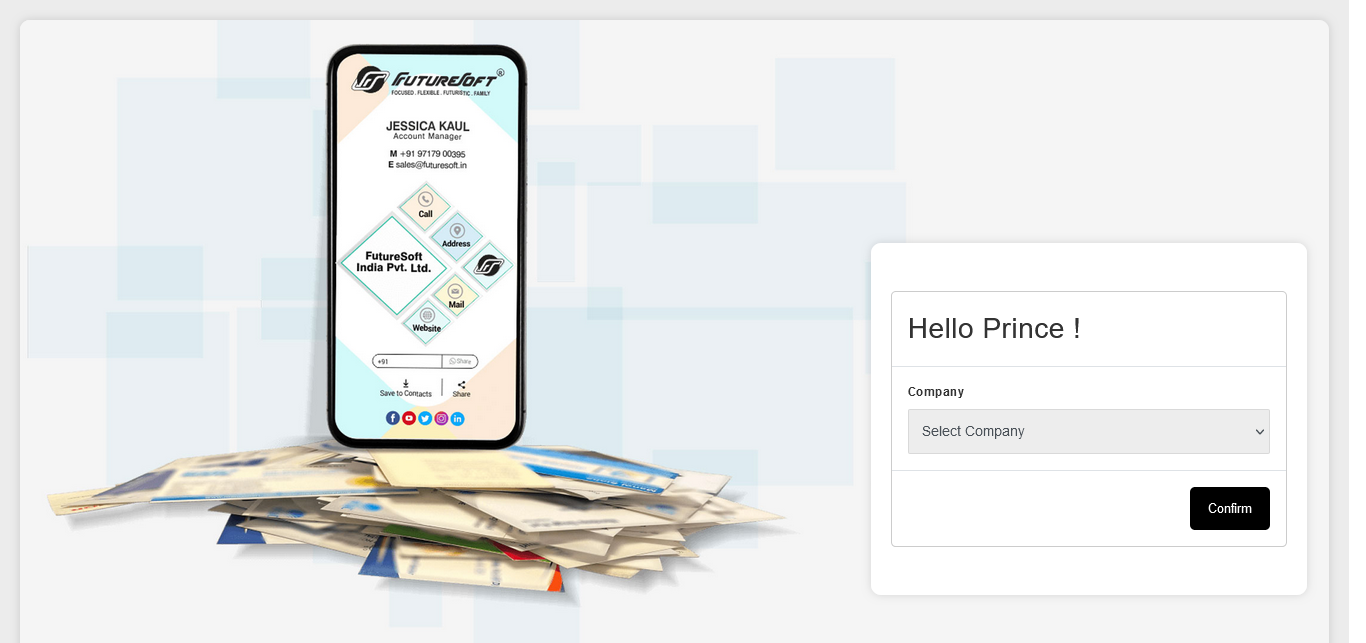 FUTURESOFT®
FOCUSED . FLEXIBLE . FUTURISTIC . FAMILY
JESSICA KAUL
Account Manager
M +91 97179 00395
E sales@futuresoft.in
Call
Address
FutureSoft
India Pvt. Ltd.
Mail
Website
+91
Share
Save to Contacts
Share
Hello Prince !
Company
Select Company
Confirm